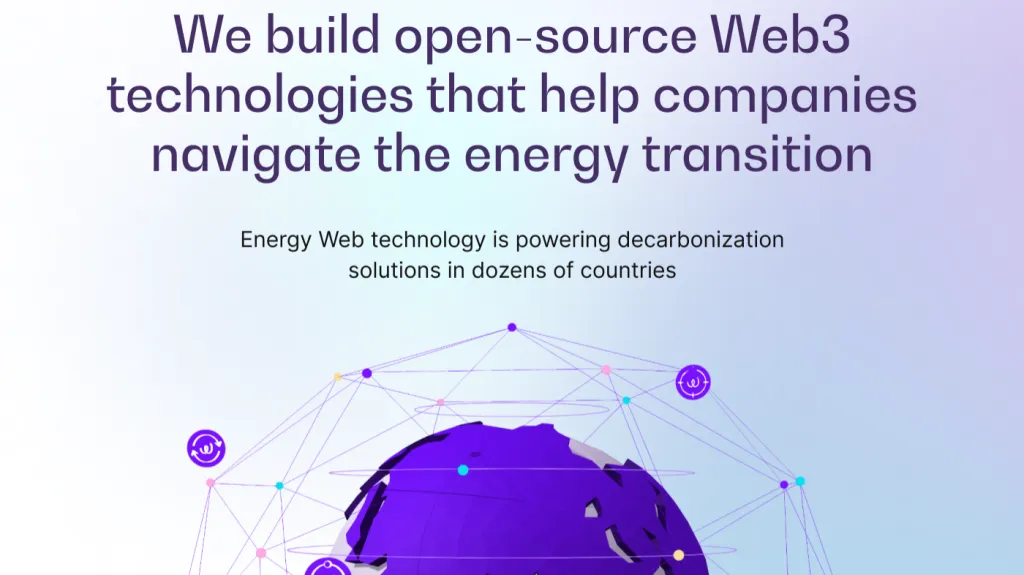 We build open-source Web3
technologies that help companies
navigate the energy transition
Energy Web technology is powering decarbonization
solutions in dozens of countries